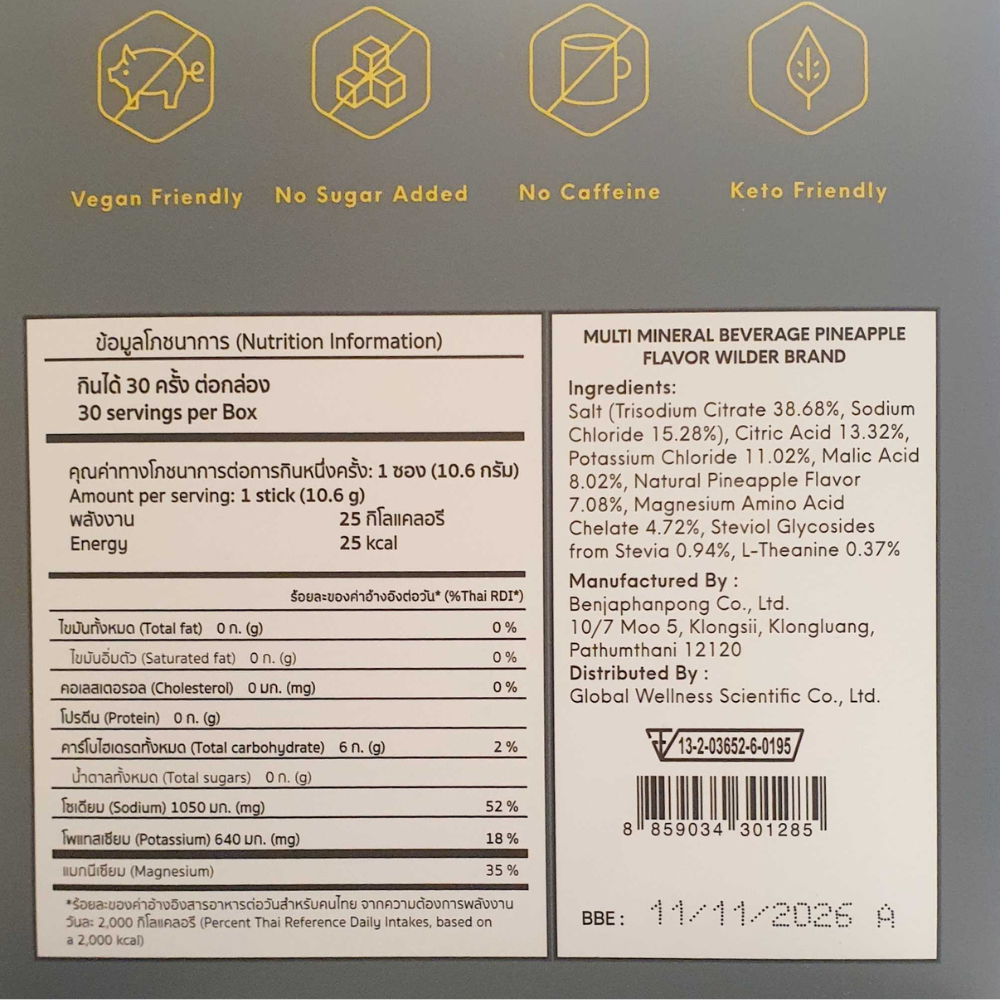 Vegan Friendly
No Sugar Added
No Caffeine
Keto Friendly
ข้อมูลโภชนาการ (Nutrition Information)
กินได้ 30 ครั้ง ต่อกล่อง
30 servings per Box
คุณค่าทางโภชนาการต่อการกินหนึ่งครั้ง: 1 ซอง (10.6 กรัม)
Amount per serving: 1 stick (10.6 g)
พลังงาน 25 กิโลแคลอรี
Energy 25 kcal
ร้อยละของค่าอ้างอิงต่อวัน* (%Thai RDI*)
ไขมันทั้งหมด (Total fat) 0 ก. (g) 0 %
ไขมันอิ่มตัว (Saturated fat) 0 ก. (g) 0 %
คอเลสเตอรอล (Cholesterol) 0 มก. (mg) 0 %
โปรตีน (Protein) 0 ก. (g)
คาร์โบไฮเดรตทั้งหมด (Total carbohydrate) 6 ก. (g) 2 %
น้ำตาลทั้งหมด (Total sugars) 0 ก. (g)
โซเดียม (Sodium) 1050 มก. (mg) 52 %
โพแทสเซียม (Potassium) 640 มก. (mg) 18 %
แมกนีเซียม (Magnesium) 35 %
*ร้อยละของค่าอ้างอิงสารอาหารต่อวันสำหรับคนไทย จากความต้องการพลังงาน
วันละ 2,000 กิโลแคลอรี (Percent Thai Reference Daily Intakes, based on
a 2,000 kcal)
MULTI MINERAL BEVERAGE PINEAPPLE
FLAVOR WILDER BRAND
Ingredients:
Salt (Trisodium Citrate 38.68%, Sodium
Chloride 15.28%), Citric Acid 13.32%,
Potassium Chloride 11.02%, Malic Acid
8.02%, Natural Pineapple Flavor
7.08%, Magnesium Amino Acid
Chelate 4.72%, Steviol Glycosides
from Stevia 0.94%, L-Theanine 0.37%
Manufactured By :
Benjaphanpong Co., Ltd.
10/7 Moo 5, Klongsii, Klongluang,
Pathumthani 12120
Distributed By :
Global Wellness Scientific Co., Ltd.
13-2-03652-6-0195
8 859034 301285
BBE : 11/11/2026 A